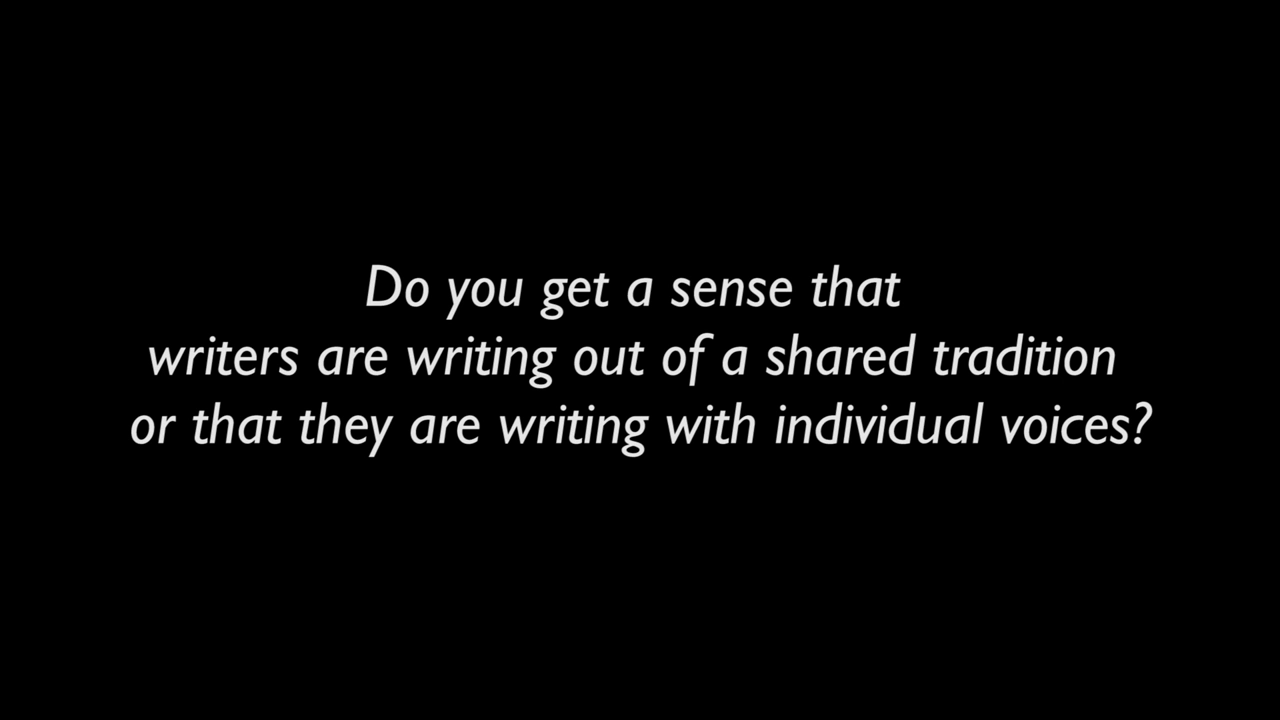 Do you get a sense that
writers are writing out of a shared tradition
or that they are writing with individual voices?